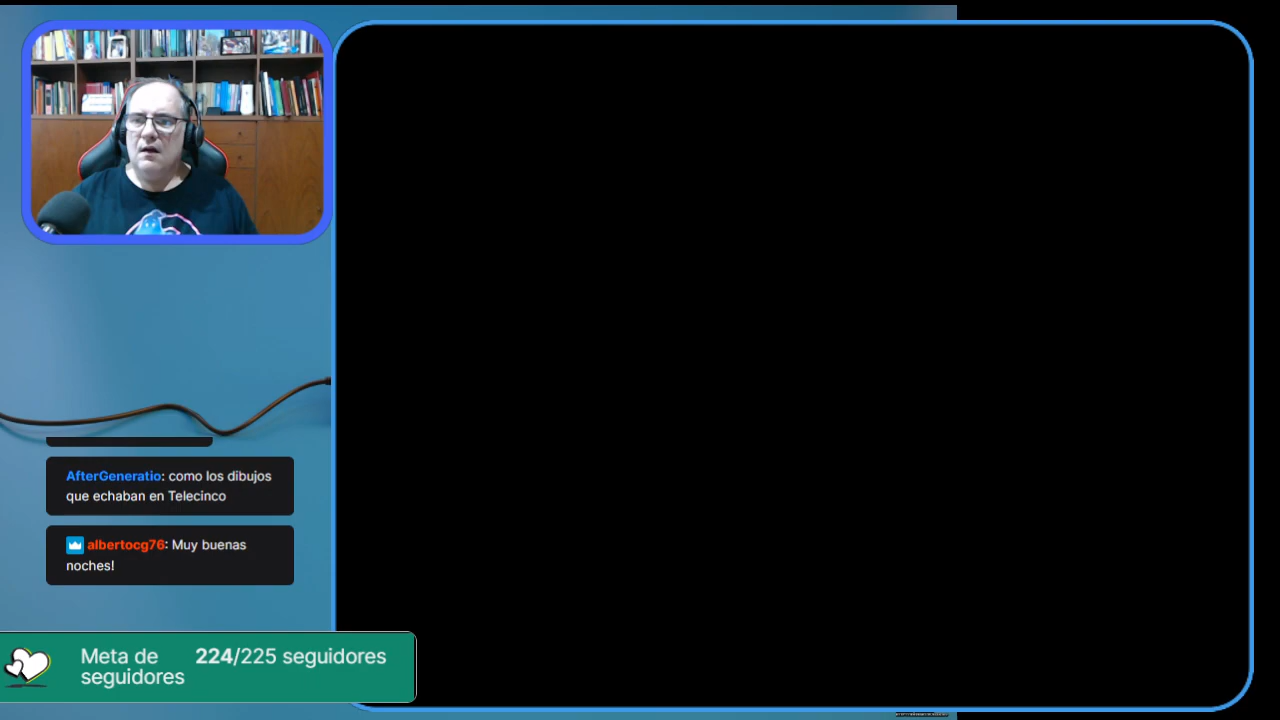 AfterGeneratio: como los dibujos
que echaban en Telecinco
albertocg76: Muy buenas
noches!
Meta de
seguidores
224/225 seguidores